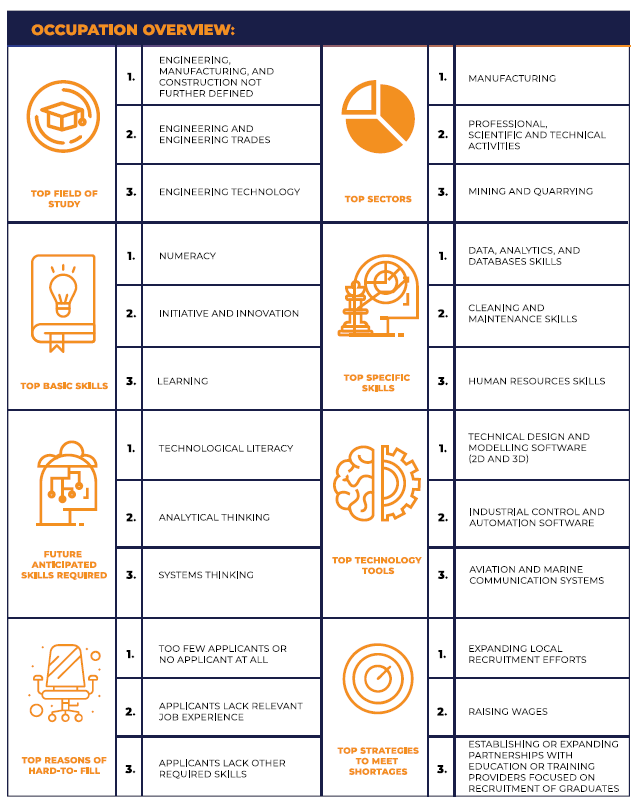 OCCUPATION OVERVIEW:
TOP FIELD OF
STUDY
1.
ENGINEERING,
MANUFACTURING, AND
CONSTRUCTION NOT
FURTHER DEFINED
2.
ENGINEERING AND
ENGINEERING TRADES
3.
ENGINEERING TECHNOLOGY
TOP SECTORS
1.
MANUFACTURING
2.
PROFESSIONAL,
SCIENTIFIC AND TECHNICAL
ACTIVITIES
3.
MINING AND QUARRYING
TOP BASIC SKILLS
1.
NUMERACY
2.
INITIATIVE AND INNOVATION
3.
LEARNING
TOP SPECIFIC
SKILLS
1.
DATA, ANALYTICS, AND
DATABASES SKILLS
2.
CLEANING AND
MAINTENANCE SKILLS
3.
HUMAN RESOURCES SKILLS
FUTURE
ANTICIPATED
SKILLS REQUIRED
1.
TECHNOLOGICAL LITERACY
2.
ANALYTICAL THINKING
3.
SYSTEMS THINKING
TOP TECHNOLOGY
TOOLS
1.
TECHNICAL DESIGN AND
MODELLING SOFTWARE
(2D AND 3D)
2.
INDUSTRIAL CONTROL AND
AUTOMATION SOFTWARE
3.
AVIATION AND MARINE
COMMUNICATION SYSTEMS
TOP REASONS OF
HARD-TO- FILL
1.
TOO FEW APPLICANTS OR
NO APPLICANT AT ALL
2.
APPLICANTS LACK RELEVANT
JOB EXPERIENCE
3.
APPLICANTS LACK OTHER
REQUIRED SKILLS
TOP STRATEGIES
TO MEET
SHORTAGES
1.
EXPANDING LOCAL
RECRUITMENT EFFORTS
2.
RAISING WAGES
3.
ESTABLISHING OR EXPANDING
PARTNERSHIPS WITH
EDUCATION OR TRAINING
PROVIDERS FOCUSED ON
RECRUITMENT OF GRADUATES